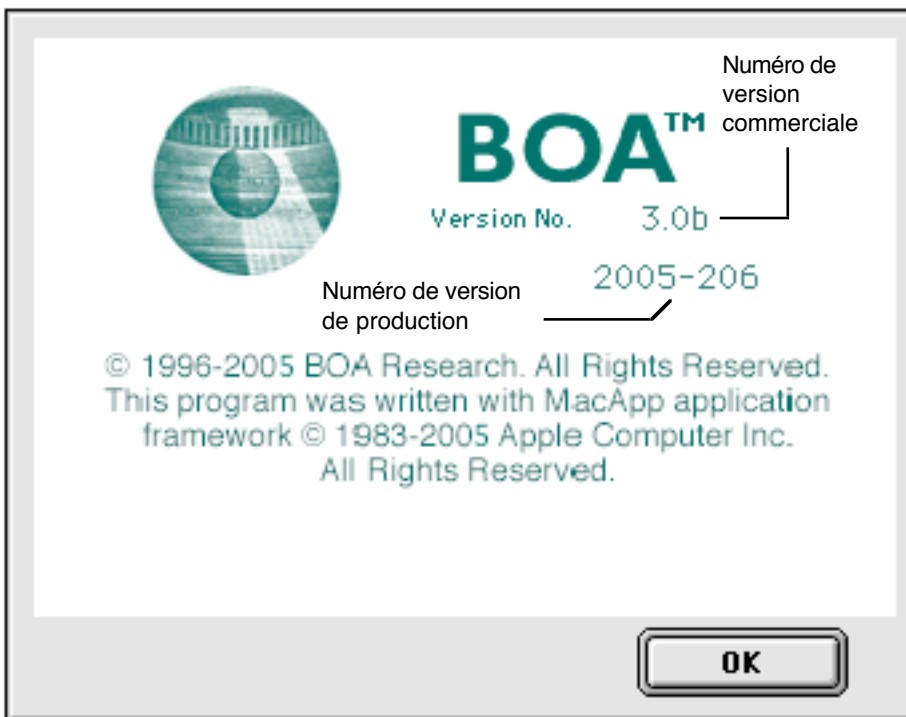 Numéro de
version
commerciale
BOA™
Version No. 3.0b
2005-206
Numéro de version
de production
© 1996-2005 BOA Research. All Rights Reserved.
This program was written with MacApp application
framework © 1983-2005 Apple Computer Inc.
All Rights Reserved.
OK